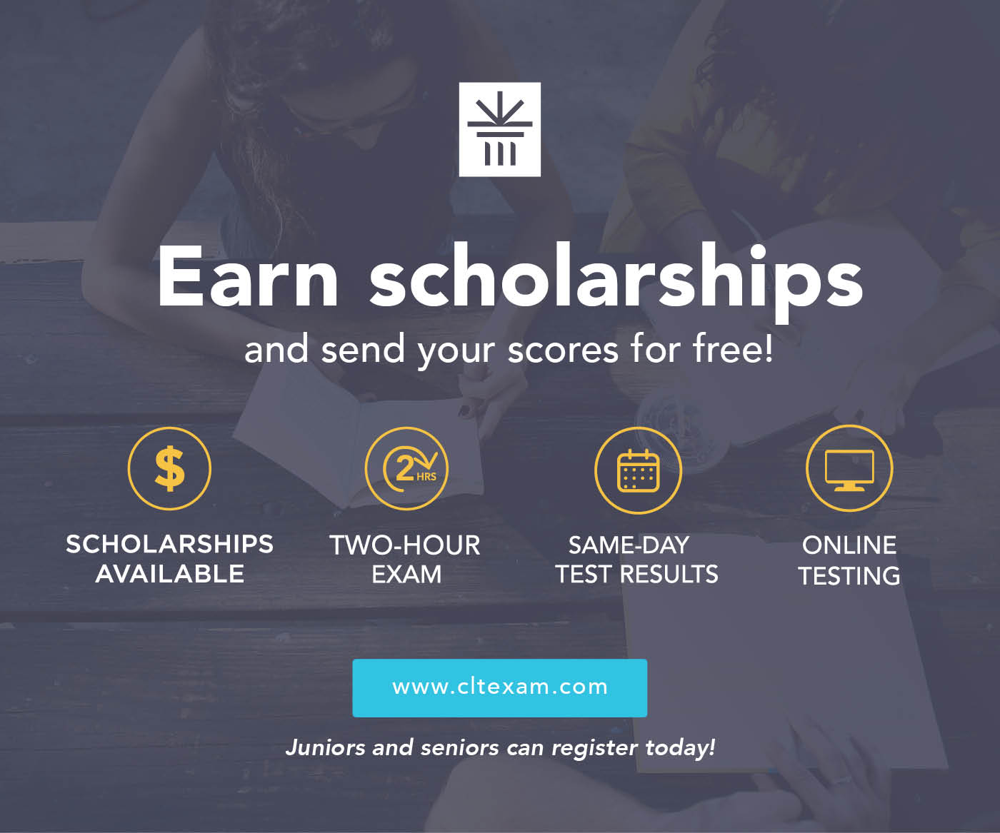 Earn scholarships
and send your scores for free!
2 HRS
SCHOLARSHIPS
AVAILABLE
TWO-HOUR
EXAM
SAME-DAY
TEST RESULTS
ONLINE
TESTING
www.cltexam.com
Juniors and seniors can register today!